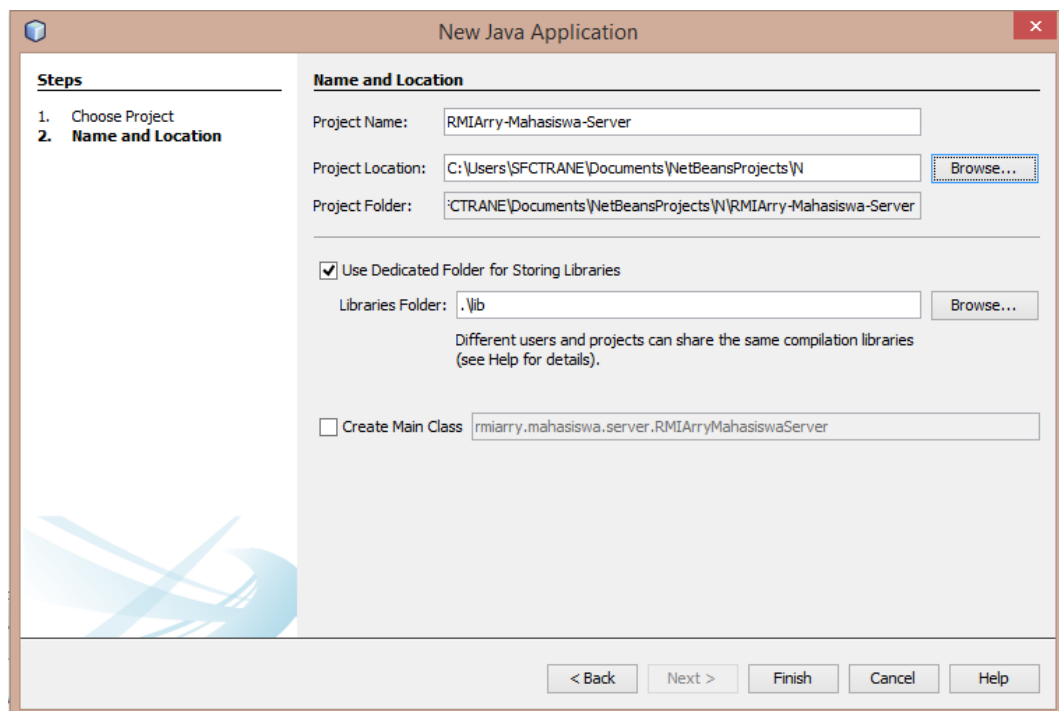 New Java Application
Steps
1. Choose Project
2. Name and Location
Name and Location
Project Name: RMIArry-Mahasiswa-Server
Project Location: C:\Users\SFCTRANE\Documents\NetBeansProjects\N Browse...
Project Folder: CTRANE\Documents\NetBeansProjects\N\RMIArry-Mahasiswa-Server
Use Dedicated Folder for Storing Libraries
Libraries Folder: .\lib Browse...
Different users and projects can share the same compilation libraries
(see Help for details).
Create Main Class rmiarry.mahasiswa.server.RMIArryMahasiswaServer
< Back Next > Finish Cancel Help